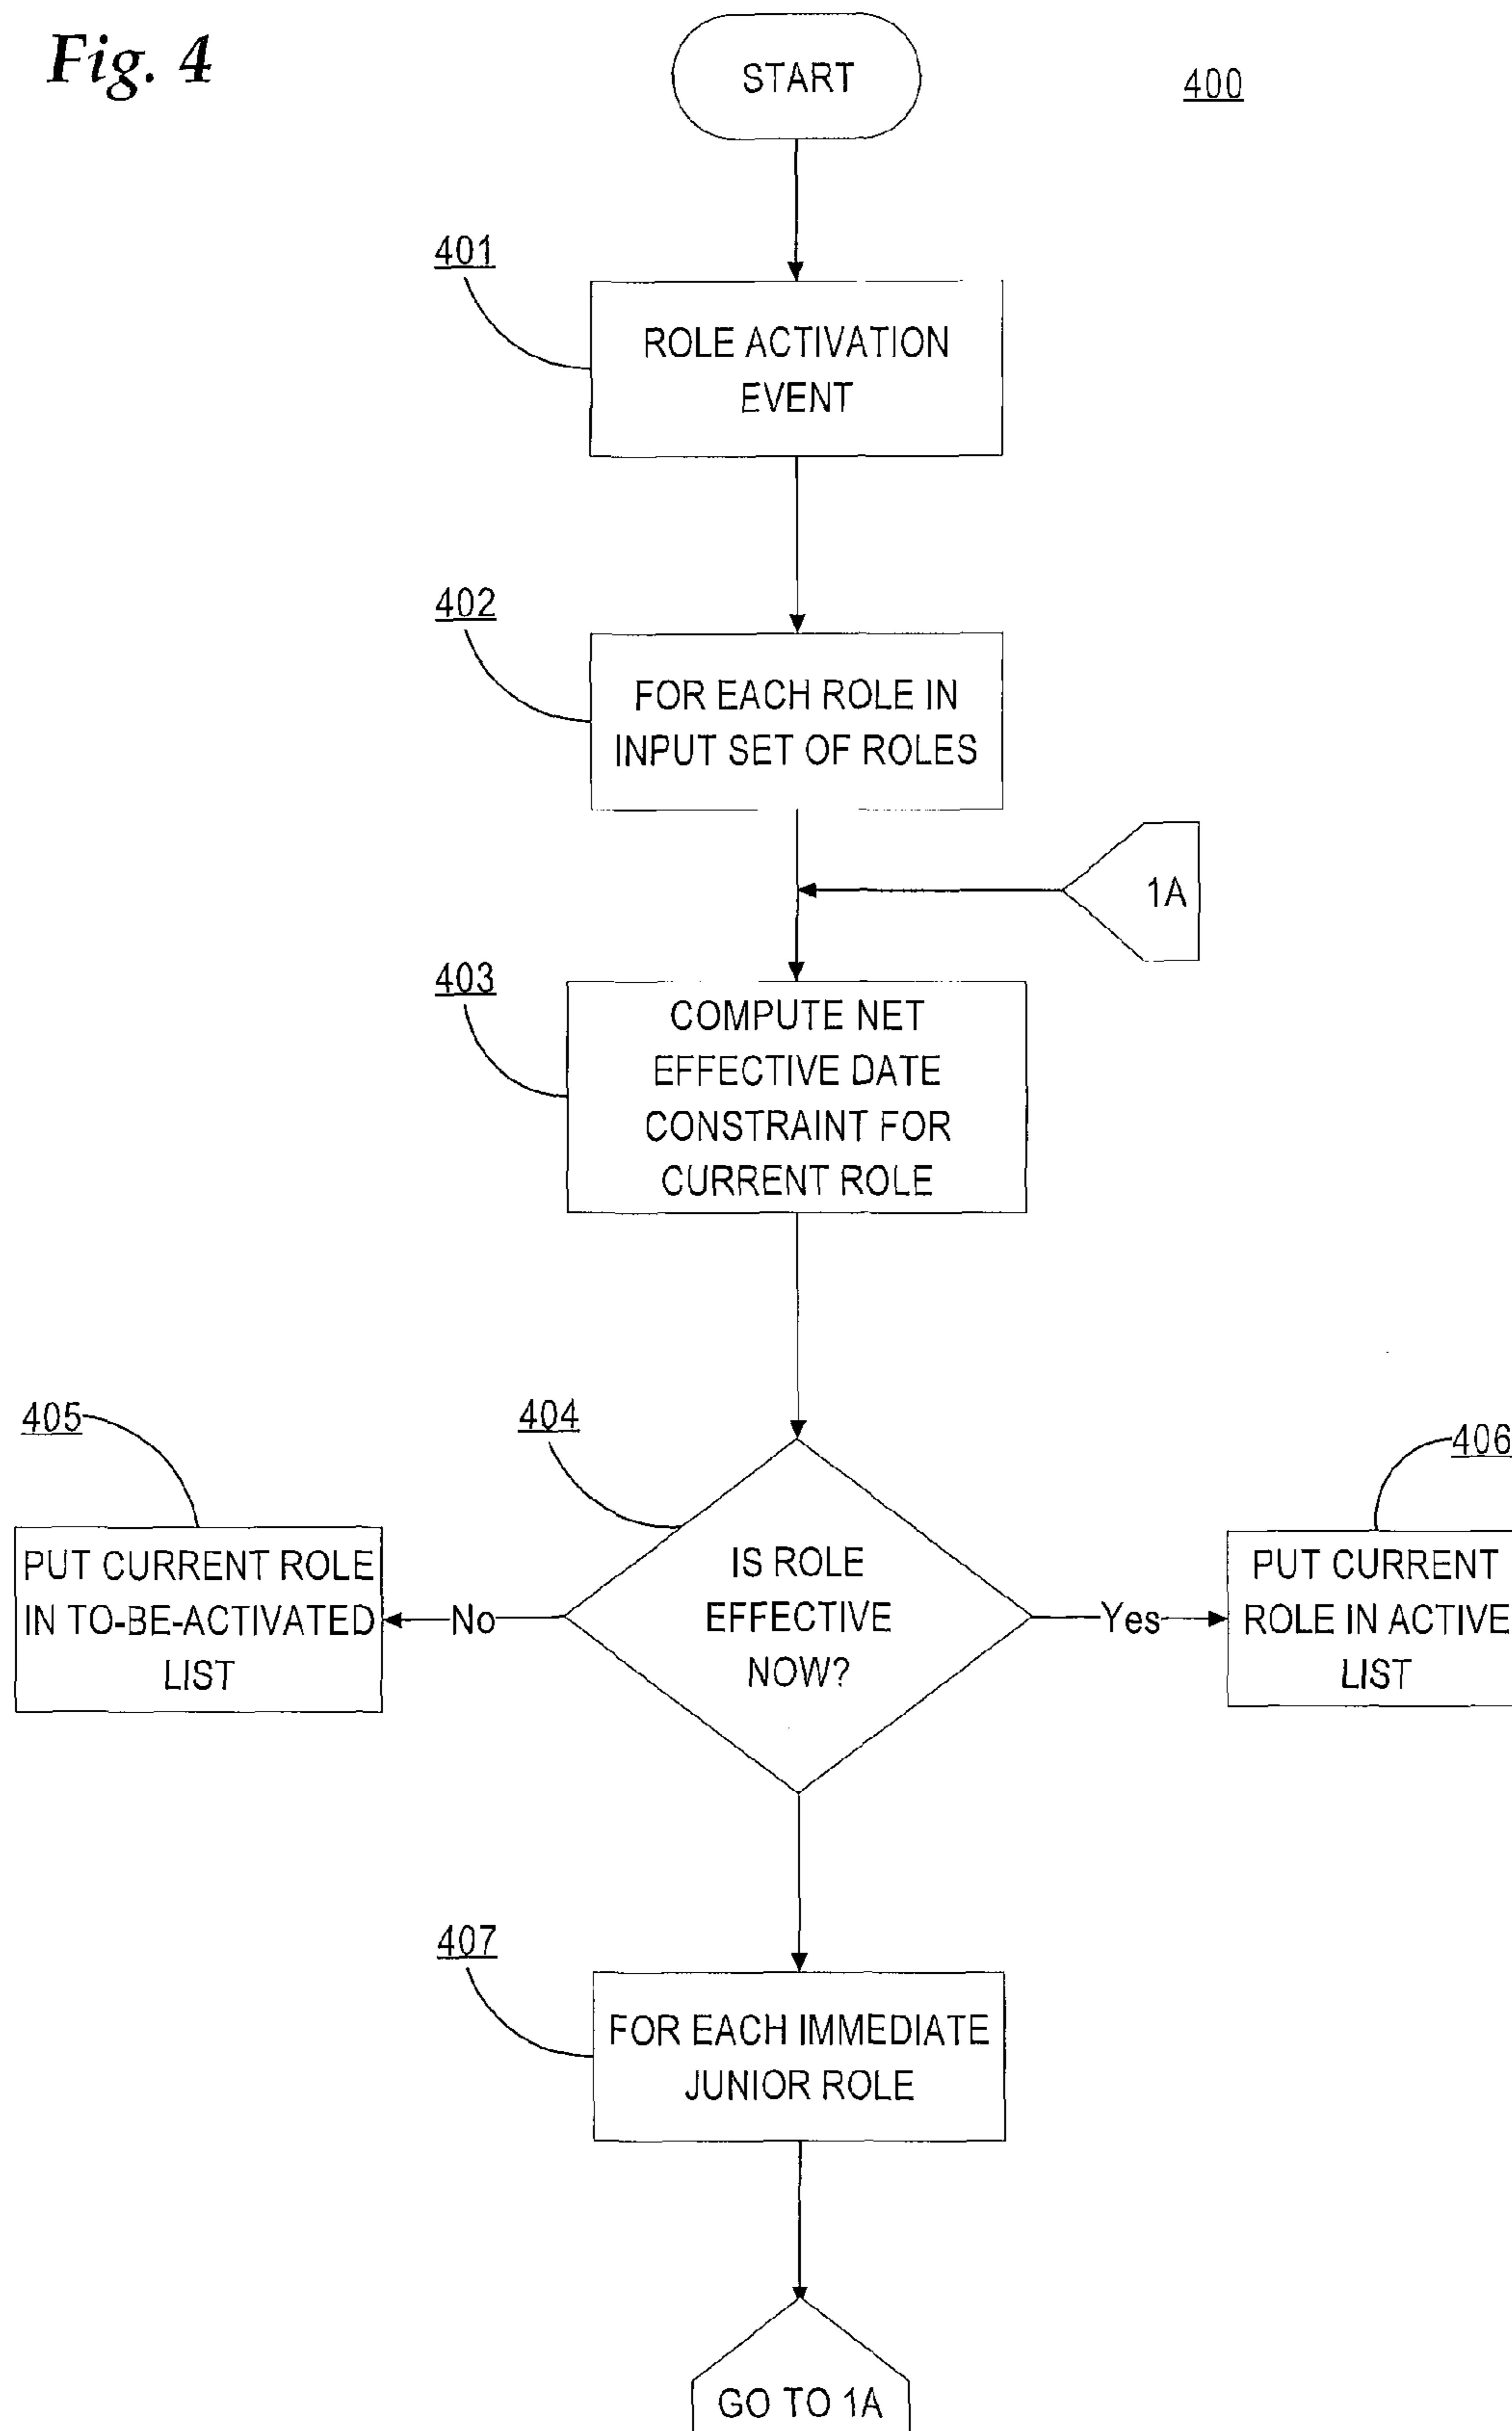 Fig. 4
START
400
401
ROLE ACTIVATION
EVENT
402
FOR EACH ROLE IN
INPUT SET OF ROLES
1A
403
COMPUTE NET
EFFECTIVE DATE
CONSTRAINT FOR
CURRENT ROLE
405
404
406
PUT CURRENT ROLE
IN TO-BE-ACTIVATED
LIST
No
IS ROLE
EFFECTIVE
NOW?
Yes
PUT CURRENT
ROLE IN ACTIVE
LIST
407
FOR EACH IMMEDIATE
JUNIOR ROLE
GO TO 1A